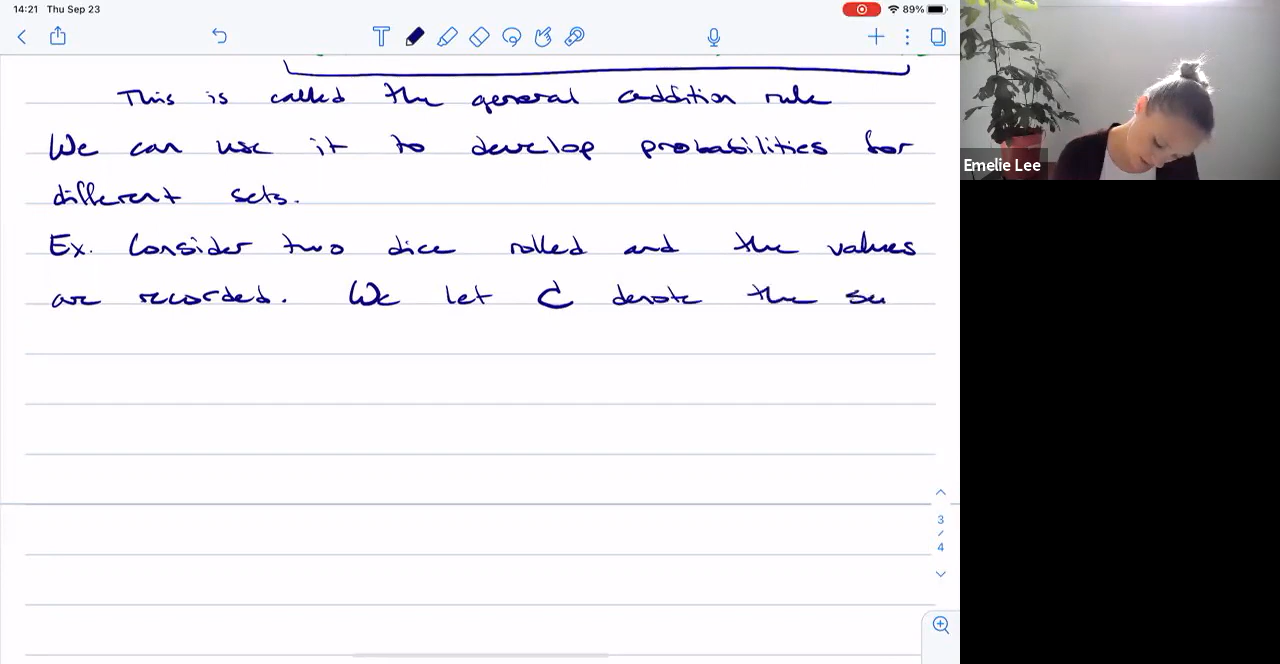 14:21 Thu Sep 23
89%
This is called the general addition rule
We can use it to develop probabilities for
different sets.
Ex. Consider two dice rolled and the values
are recorded. We let C denote the su
Emelie Lee
3
/
4